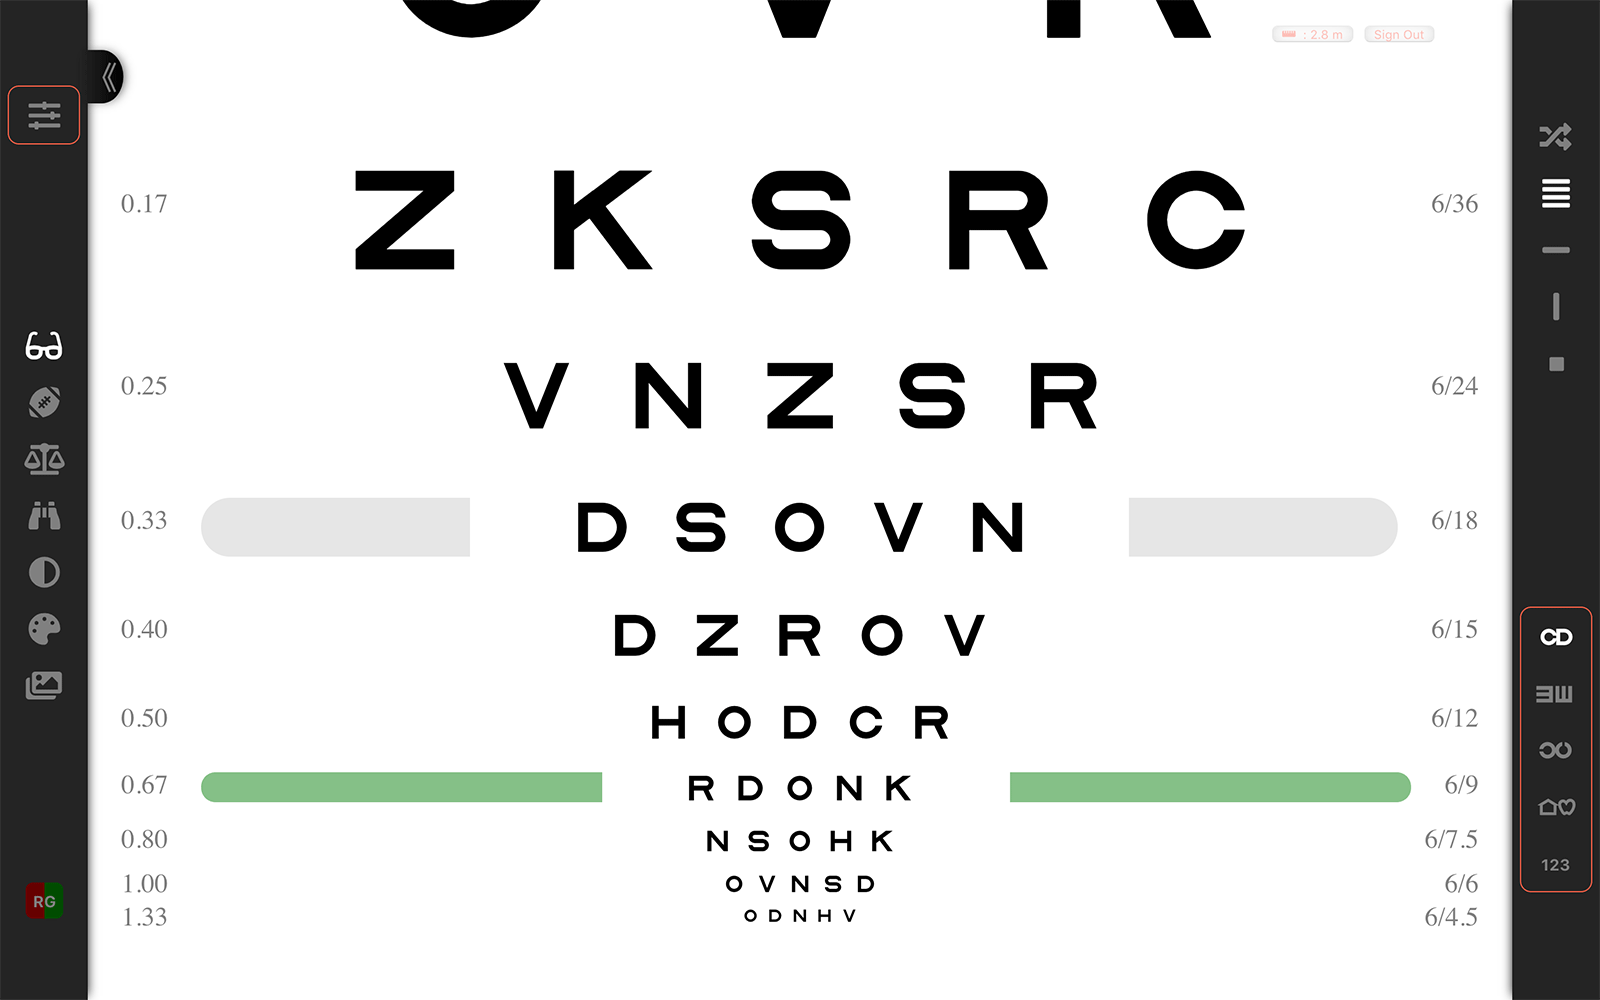 O V R
: 2.8 m Sign Out
0.17 Z K S R C 6/36
0.25 V N Z S R 6/24
0.33 D S O V N 6/18
0.40 D Z R O V 6/15
CD
0.50 H O D C R 6/12
0.67 R D O N K 6/9
0.80 N S O H K 6/7.5
123
1.00 O V N S D 6/6
RG
1.33 O D N H V 6/4.5